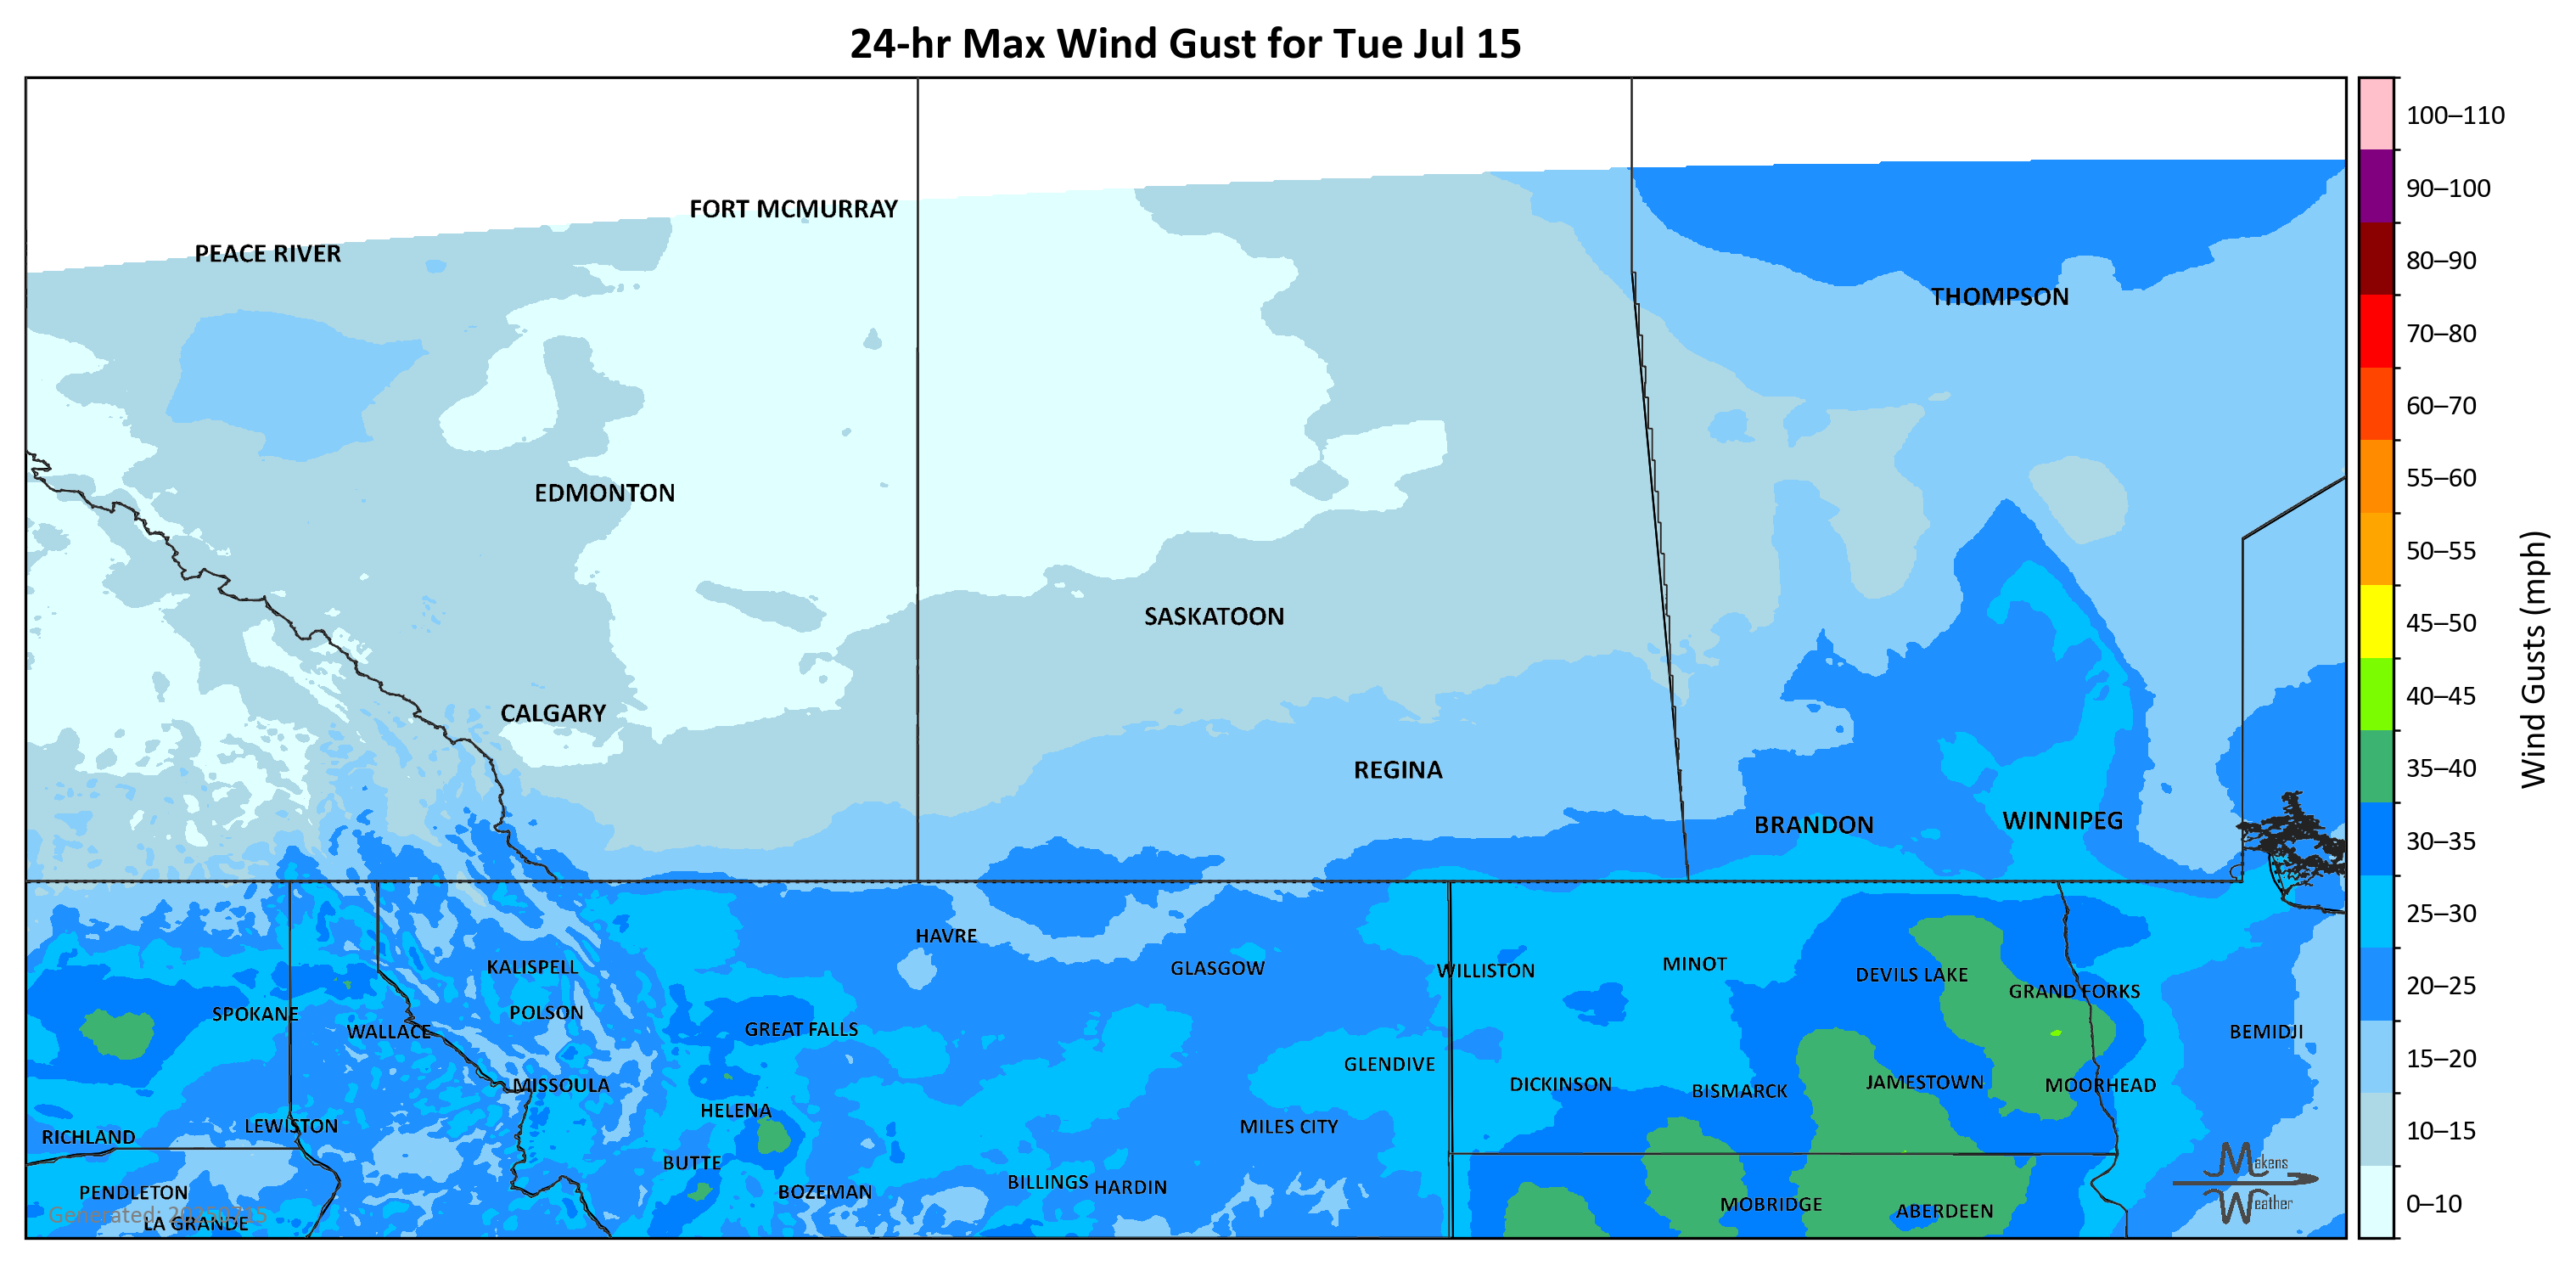 24-hr Max Wind Gust for Tue Jul 15
100–110
90–100
FORT MCMURRAY
PEACE RIVER
80–90
THOMPSON
70–80
60–70
55–60
EDMONTON
50–55
SASKATOON
45–50
Wind Gusts (mph)
40–45
CALGARY
REGINA
35–40
BRANDON
WINNIPEG
30–35
25–30
HAVRE
KALISPELL
GLASGOW
WILLISTON
MINOT
DEVILS LAKE
20–25
GRAND FORKS
SPOKANE
POLSON
WALLACE
GREAT FALLS
BEMIDJI
15–20
GLENDIVE
MISSOULA
DICKINSON
BISMARCK
JAMESTOWN
MOORHEAD
HELENA
LEWISTON
MILES CITY
10–15
RICHLAND
BUTTE
Makens
PENDLETON
BOZEMAN
BILLINGS
HARDIN
MOBRIDGE
ABERDEEN
Weather
0–10
Generated:
LA GRANDE